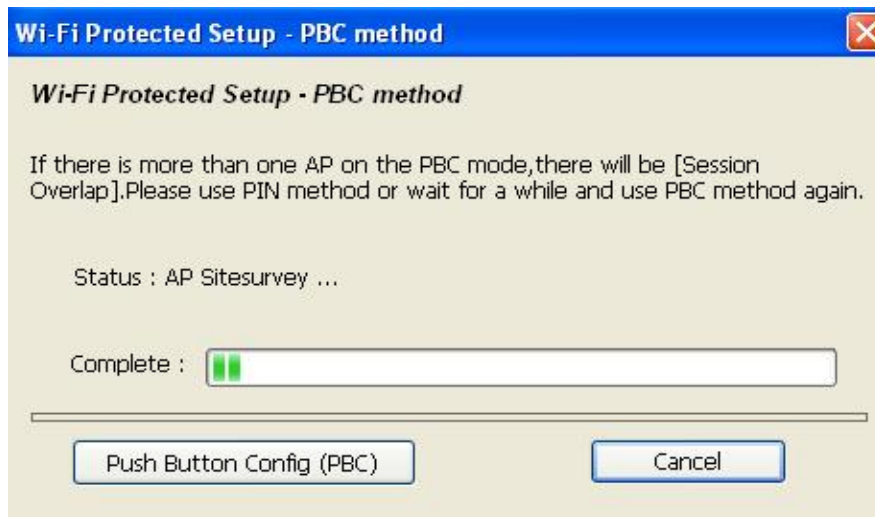 Wi-Fi Protected Setup - PBC method
Wi-Fi Protected Setup - PBC method
If there is more than one AP on the PBC mode,there will be [Session
Overlap].Please use PIN method or wait for a while and use PBC method again.
Status : AP Sitesurvey ...
Complete :
Push Button Config (PBC)
Cancel